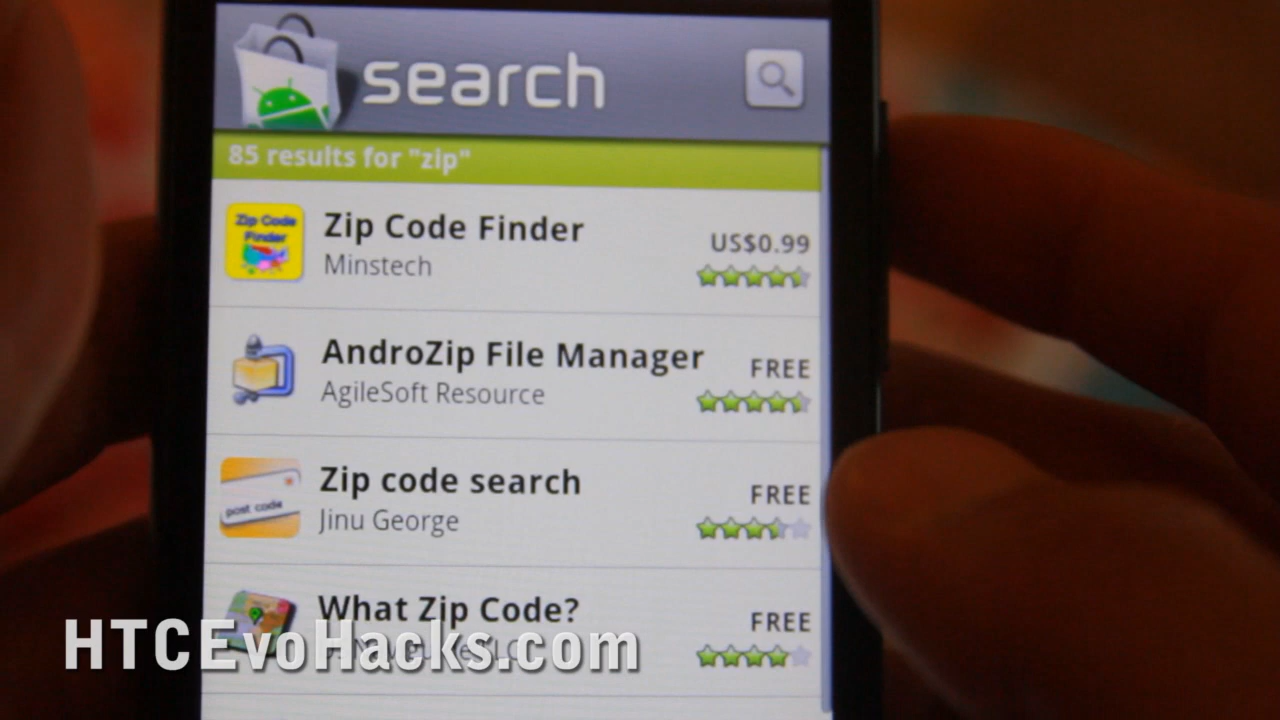 search
85 results for "zip"
Zip Code
Finder
Zip Code Finder
US$0.99
Minstech
AndroZip File Manager
FREE
AgileSoft Resource
post code
Zip code search
FREE
Jinu George
What Zip Code?
FREE
HTCEvoHacks.com